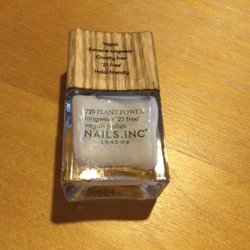 Vegan
Extreme longwear
Cruelty free
'21 Free'
Halal friendly
73% PLANT POWER
longwear '21 free'
vegan polish
NAILS.INC
LONDON